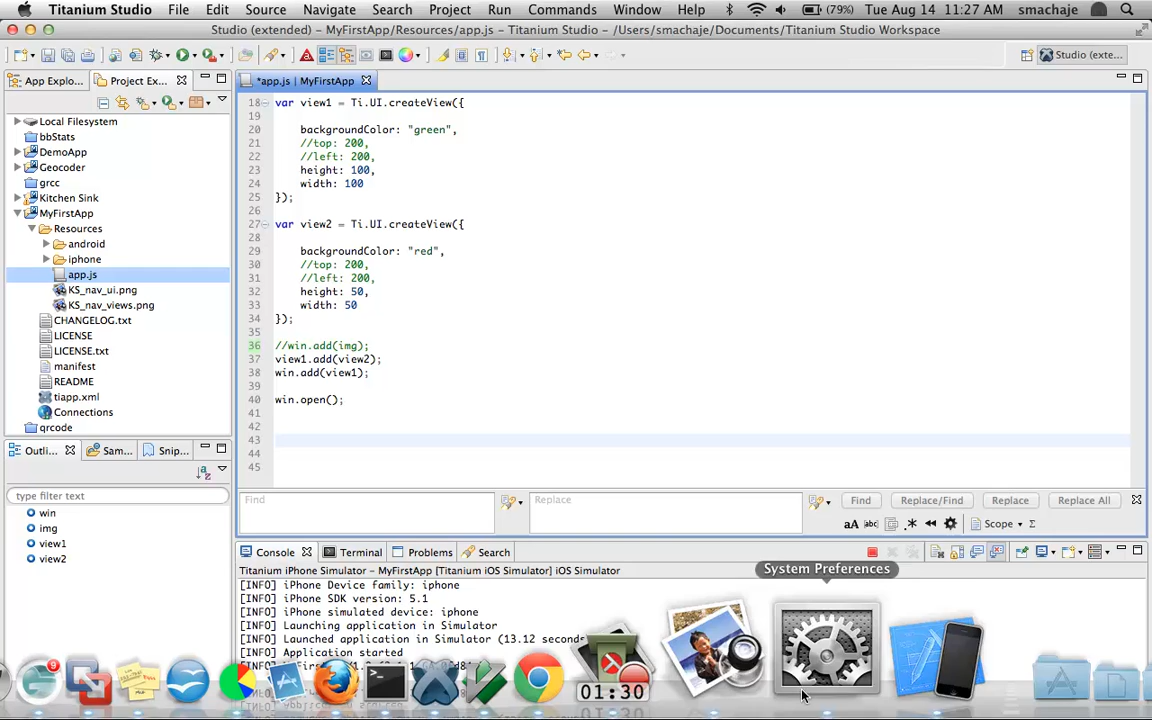 Titanium Studio File Edit Source Navigate Search Project Run Commands Window Help (79%) Tue Aug 14 11:27 AM smachaje
Studio (extended) - MyFirstApp/Resources/app.js - Titanium Studio - /Users/smachaje/Documents/Titanium Studio Workspace
Studio (exte...
App Explo...
Project Ex...
*app.js | MyFirstApp
Local Filesystem
bbStats
DemoApp
Geocoder
grcc
Kitchen Sink
MyFirstApp
Resources
android
iphone
app.js
KS_nav_ui.png
KS_nav_views.png
CHANGELOG.txt
LICENSE
LICENSE.txt
manifest
README
tiapp.xml
Connections
qrcode
18 var view1 = Ti.UI.createView({
19
20 backgroundColor: "green",
21 //top: 200,
22 //left: 200,
23 height: 100,
24 width: 100
25 });
26
27 var view2 = Ti.UI.createView({
28
29 backgroundColor: "red",
30 //top: 200,
31 //left: 200,
32 height: 50,
33 width: 50
34 });
35
36 //win.add(img);
37 view1.add(view2);
38 win.add(view1);
39
40 win.open();
41
42
43
44
45
Outli...
Sam...
Snip...
type filter text
win
img
view1
view2
Find
Replace
Find Replace/Find Replace Replace All
Scope
Console Terminal Problems Search
Titanium iPhone Simulator - MyFirstApp [Titanium iOS Simulator] iOS Simulator
[INFO] iPhone Device family: iphone
[INFO] iPhone SDK version: 5.1
[INFO] iPhone simulated device: iphone
[INFO] Launching application in Simulator
[INFO] Launched application in Simulator (13.12 seconds
[INFO] Application started
System Preferences
9
01:30